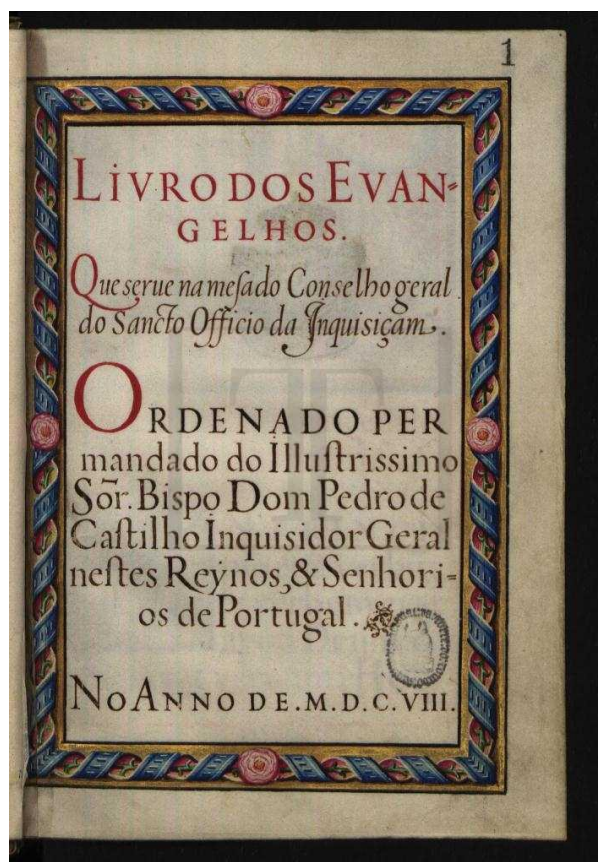 1
LIVRO DOS EVAN-
GELHOS.
Que serue na meſa do Conselho geral
do Sancto Officio da Inquisiçam.
ORDENADO PER
mandado do Illuſtrissimo
Sõr. Bispo Dom Pedro de
Caſtilho Inquisidor Geral
neſtes Reynos, & Senhori-
os de Portugal.
NO ANNO DE. M. D. C. VIII.